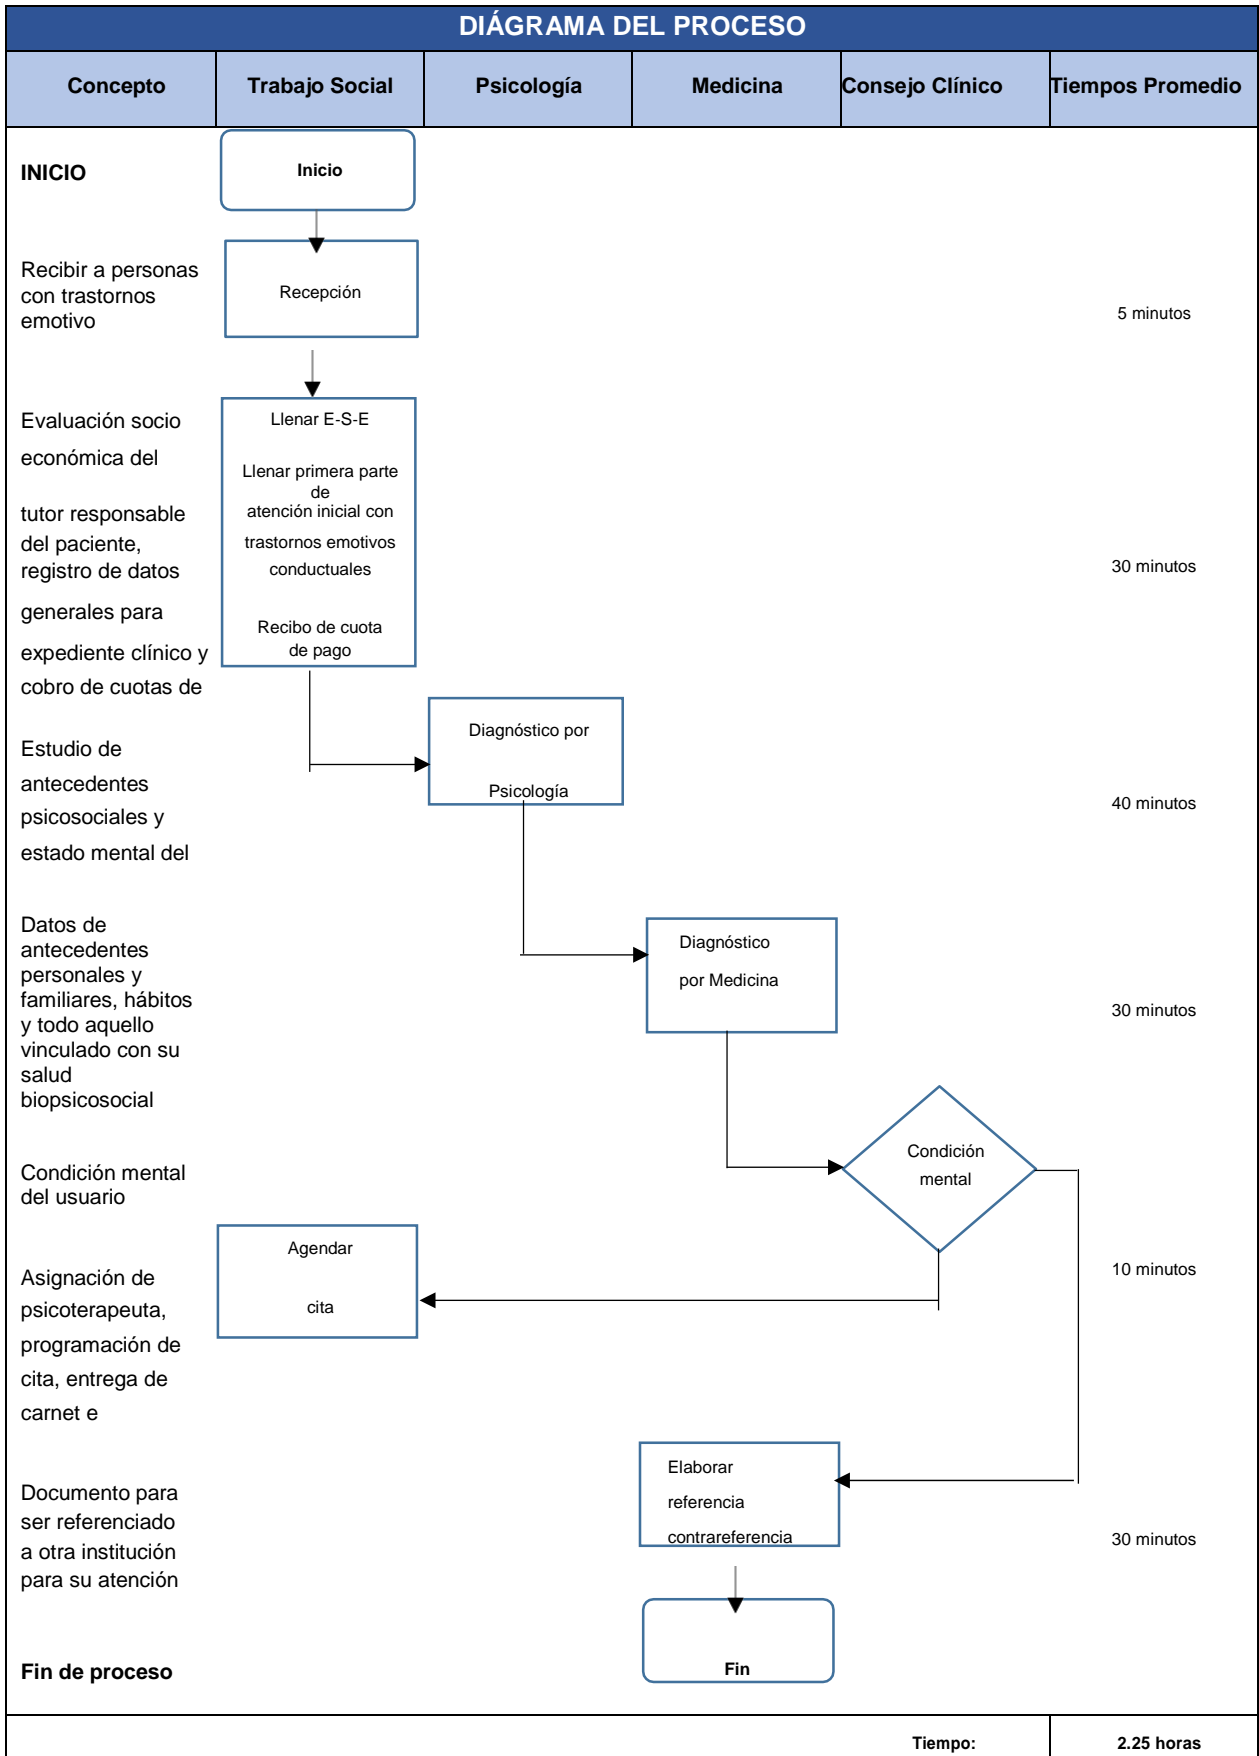 DIÁGRAMA DEL PROCESO
Concepto
Trabajo Social
Psicología
Medicina
Consejo Clínico
Tiempos Promedio
INICIO
Inicio
Recibir a personas
con trastornos
emotivo
Recepción
5 minutos
Evaluación socio
económica del
tutor responsable
del paciente,
registro de datos
generales para
expediente clínico y
cobro de cuotas de
Llenar E-S-E
Llenar primera parte
de
atención inicial con
trastornos emotivos
conductuales
Recibo de cuota
de pago
30 minutos
Estudio de
antecedentes
psicosociales y
estado mental del
Diagnóstico por
Psicología
40 minutos
Datos de
antecedentes
personales y
familiares, hábitos
y todo aquello
vinculado con su
salud
biopsicosocial
Diagnóstico
por Medicina
30 minutos
Condición mental
del usuario
Condición
mental
Asignación de
psicoterapeuta,
programación de
cita, entrega de
carnet e
Agendar
cita
10 minutos
Documento para
ser referenciado
a otra institución
para su atención
Elaborar
referencia
contrareferencia
30 minutos
Fin de proceso
Fin
Tiempo:
2.25 horas